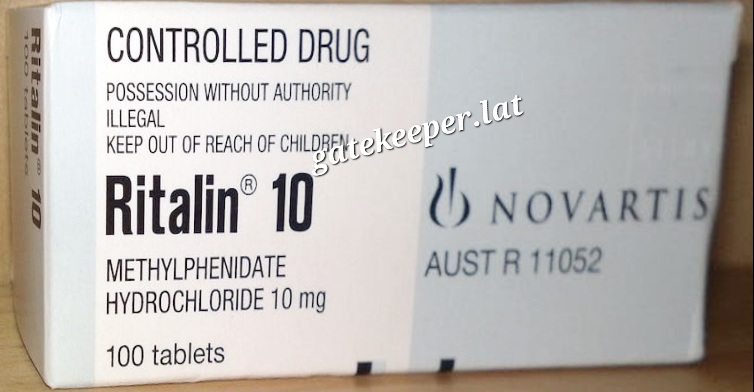 Ritalin® 10
100 tablets
CONTROLLED DRUG
POSSESSION WITHOUT AUTHORITY
ILLEGAL
KEEP OUT OF REACH OF CHILDREN
gatekeeper.lat
Ritalin® 10
NOVARTIS
METHYLPHENIDATE
HYDROCHLORIDE 10 mg
AUST R 11052
100 tablets